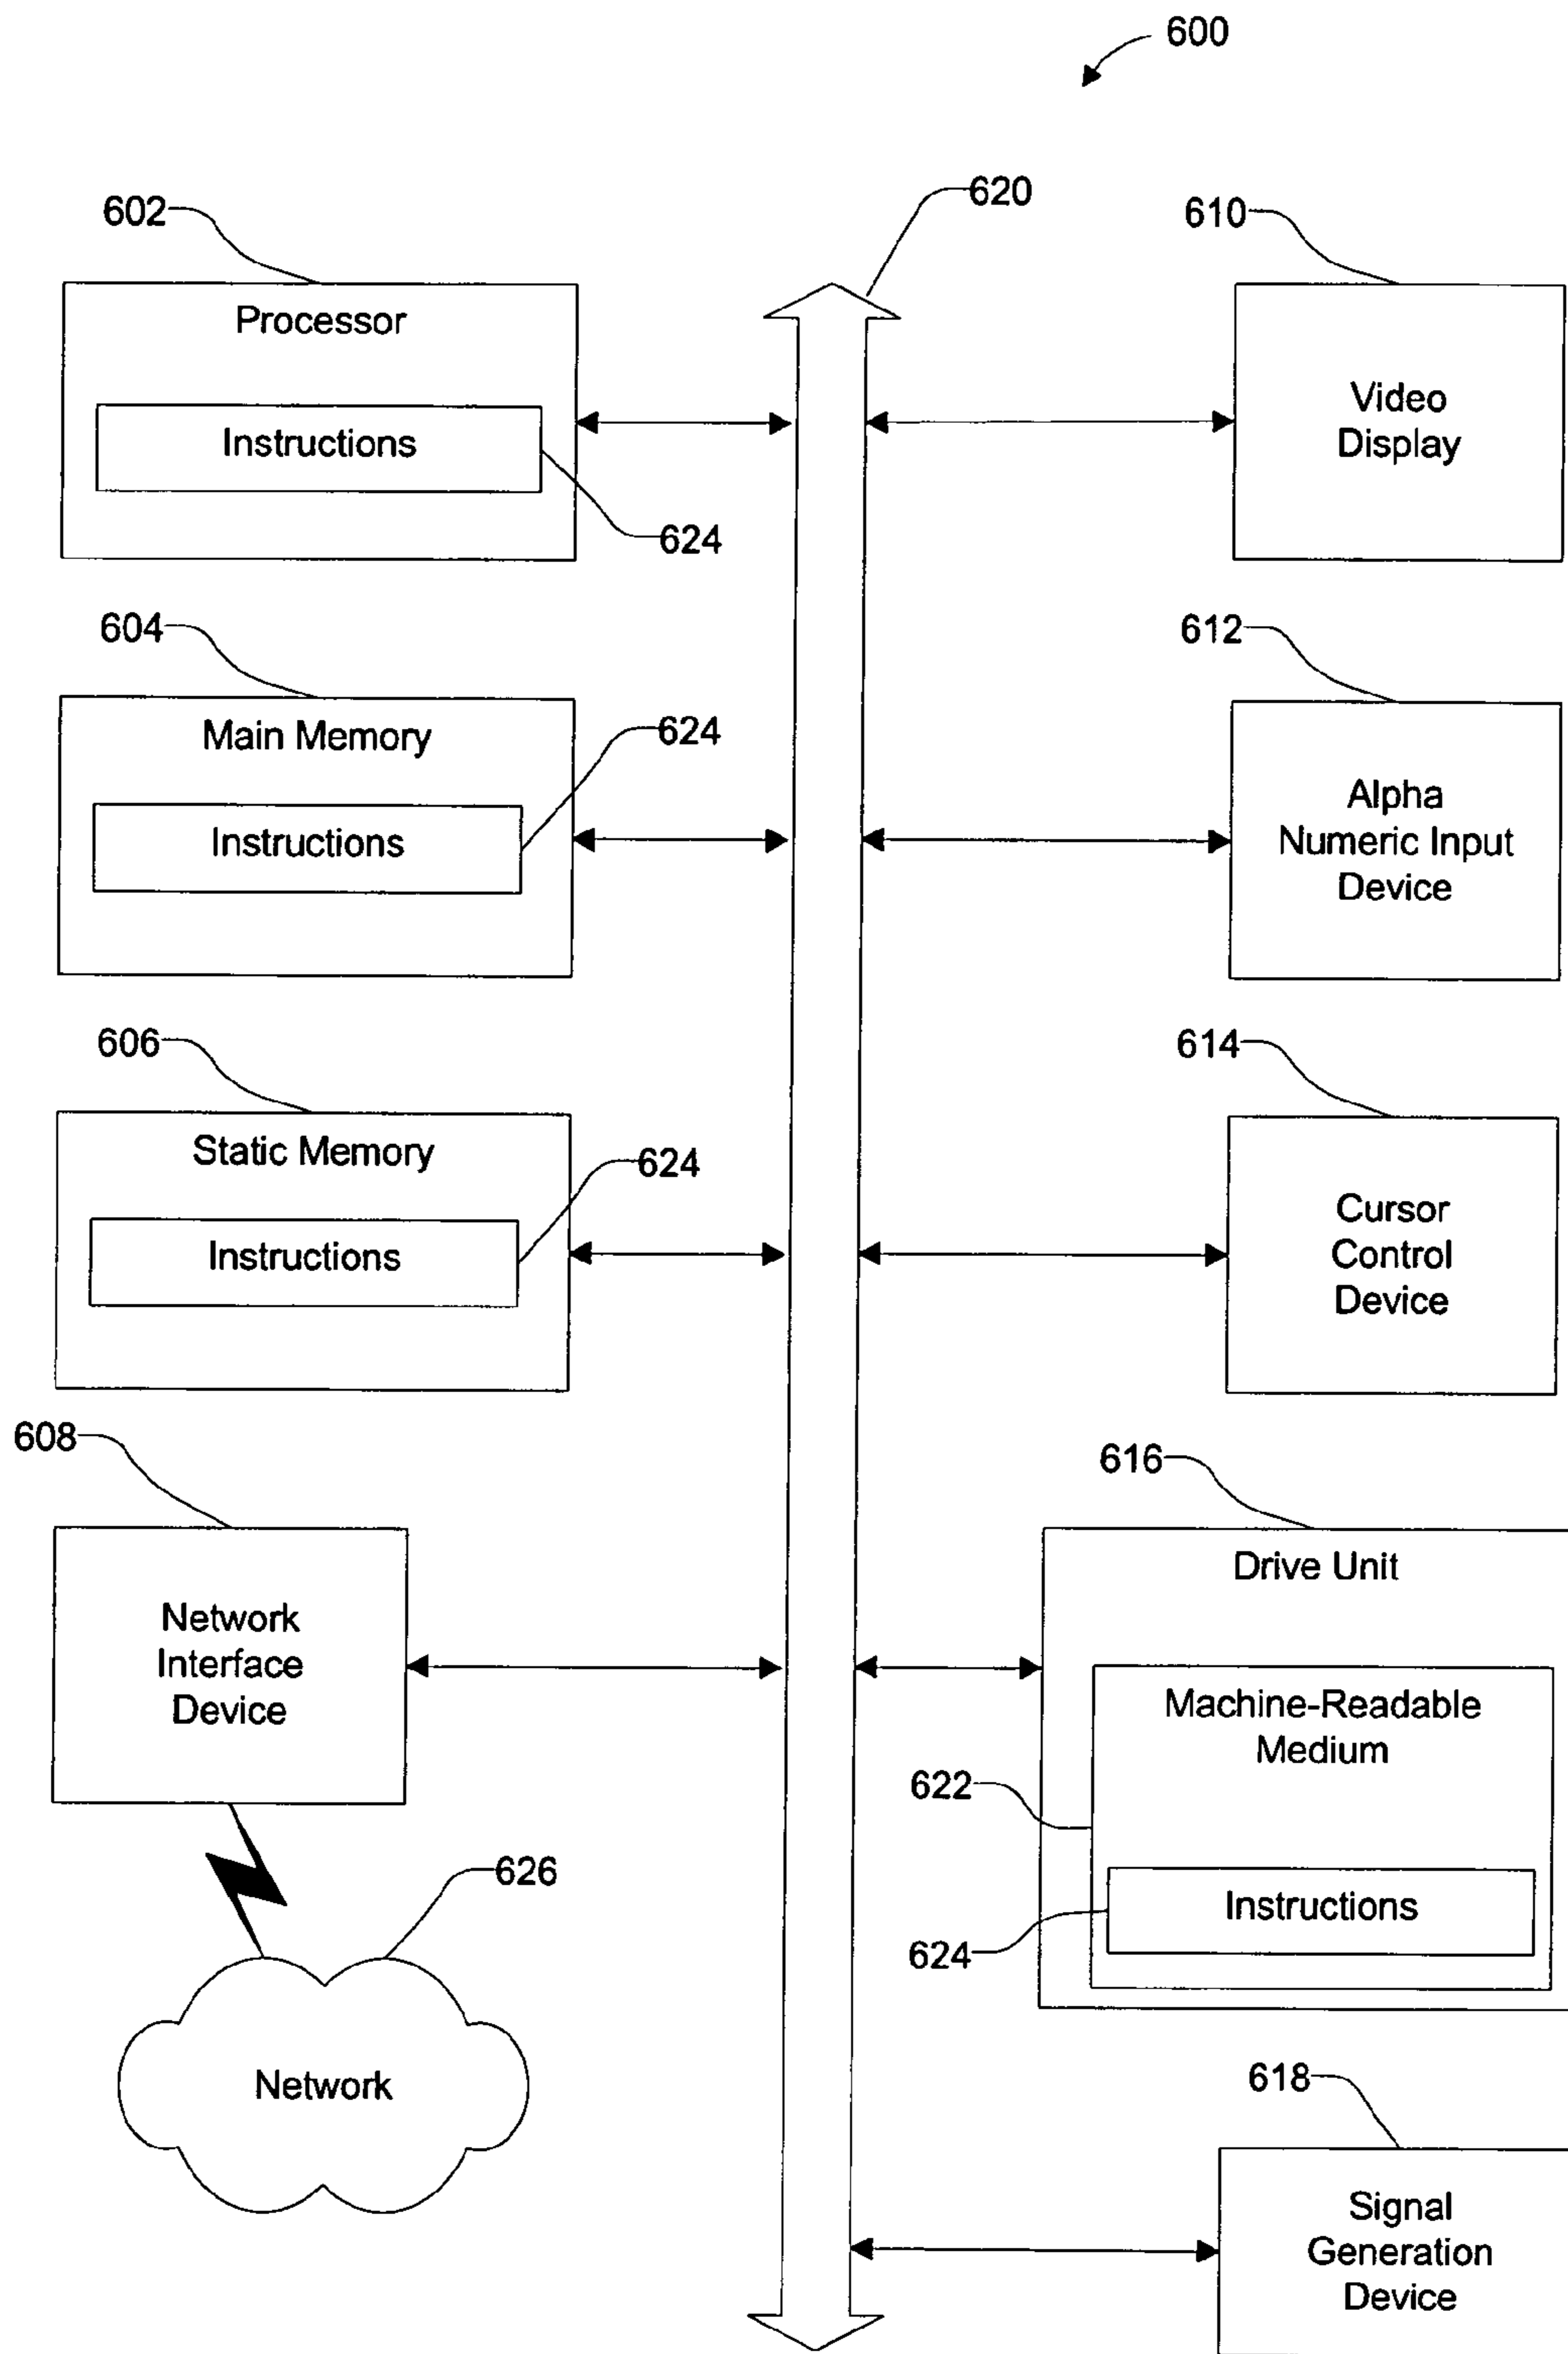 600
620
602
610
Processor
Instructions
624
Video
Display
604
612
Main Memory
624
Instructions
Alpha
Numeric Input
Device
606
614
Static Memory
624
Instructions
Cursor
Control
Device
608
616
Network
Interface
Device
Drive Unit
Machine-Readable
Medium
622
Instructions
624
626
Network
618
Signal
Generation
Device